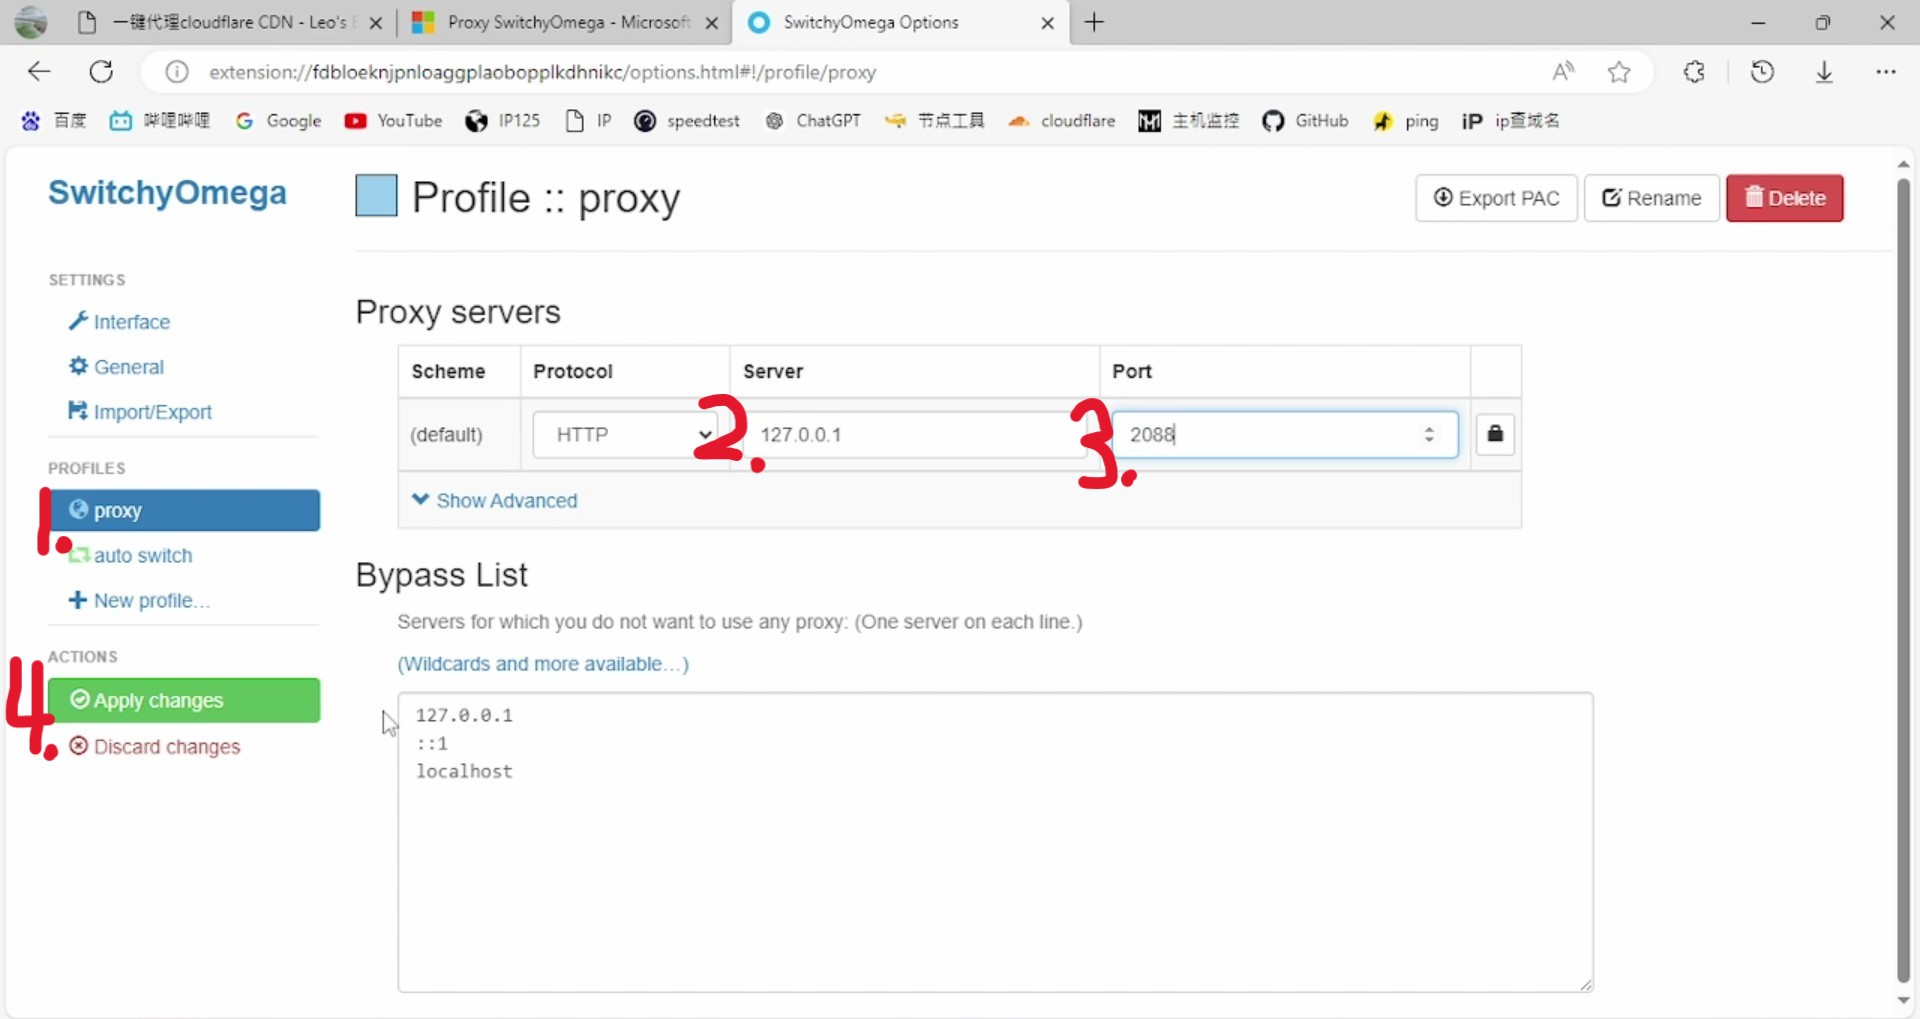 一键代理cloudflare CDN - Leo's
Proxy SwitchyOmega - Microsoft
SwitchyOmega Options
extension://fdbloeknjpnloaggplaobopplkdhnikc/options.html#!/profile/proxy
百度
哔哩哔哩
Google
YouTube
IP125
IP
speedtest
ChatGPT
节点工具
cloudflare
主机监控
GitHub
ping
iP
ip查域名
SwitchyOmega
Profile :: proxy
Export PAC
Rename
Delete
SETTINGS
Interface
General
Import/Export
PROFILES
1.
proxy
auto switch
New profile...
ACTIONS
4.
Apply changes
Discard changes
Proxy servers
Scheme Protocol Server Port
(default) HTTP 2. 127.0.0.1 3. 2088
Show Advanced
Bypass List
Servers for which you do not want to use any proxy: (One server on each line.)
(Wildcards and more available...)
127.0.0.1
::1
localhost